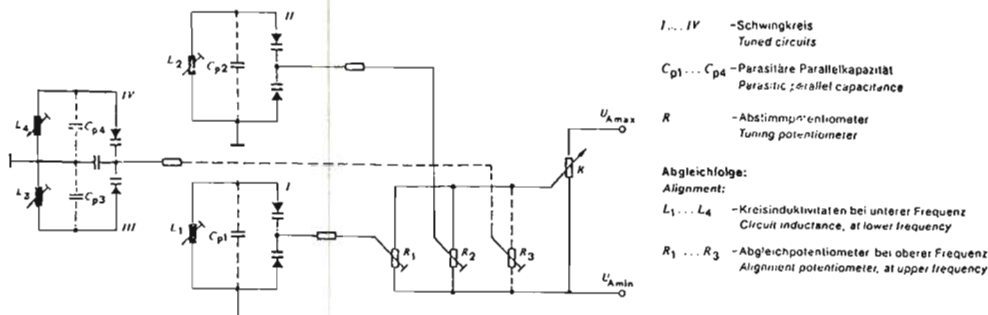 II
L2
Cp2
IV
L4
Cp4
L3
Cp3
III
I
L1
Cp1
R1
R2
R3
R
UAmax
UAmin
I....IV –Schwingkreis
Tuned circuits
Cp1 ... Cp4 –Parasitäre Parallelkapazität
Parasitic parallel capacitance
R –Abstimmpotentiometer
Tuning potentiometer
Abgleichfolge:
Alignment:
L1 ... L4 –Kreisinduktivitäten bei unterer Frequenz
Circuit inductance, at lower frequency
R1 ... R3 –Abgleichpotentiometer bei oberer Frequenz
Alignment potentiometer, at upper frequency